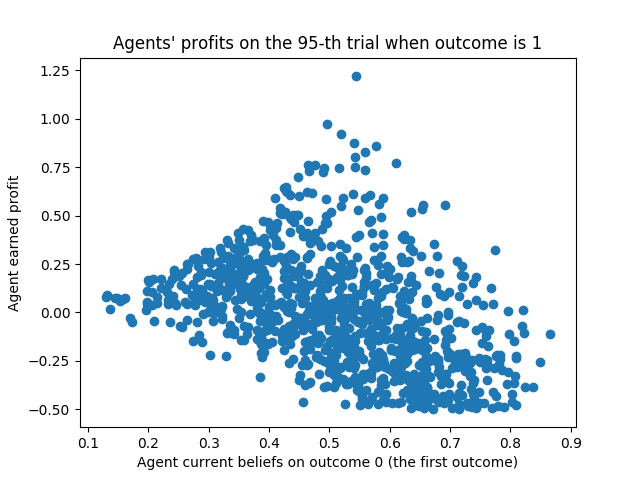 Agents' profits on the 95-th trial when outcome is 1
Agent earned profit
1.25
1.00
0.75
0.50
0.25
0.00
−0.25
−0.50
0.1 0.2 0.3 0.4 0.5 0.6 0.7 0.8 0.9
Agent current beliefs on outcome 0 (the first outcome)